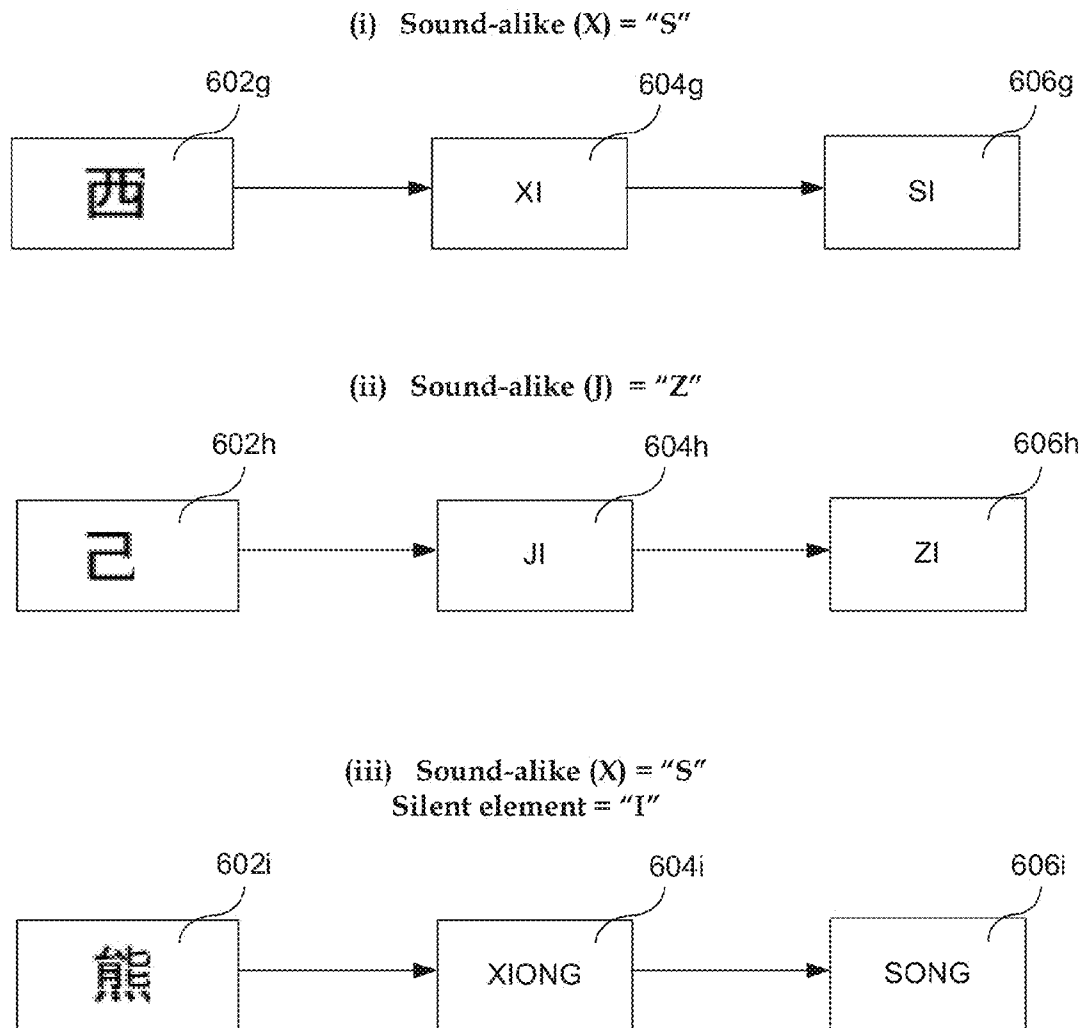 (i) Sound-alike (X) = “S”
602g 604g 606g
西 XI SI
(ii) Sound-alike (J) = “Z”
602h 604h 606h
己 JI ZI
(iii) Sound-alike (X) = “S”
Silent element = “I”
602i 604i 606i
熊 XIONG SONG